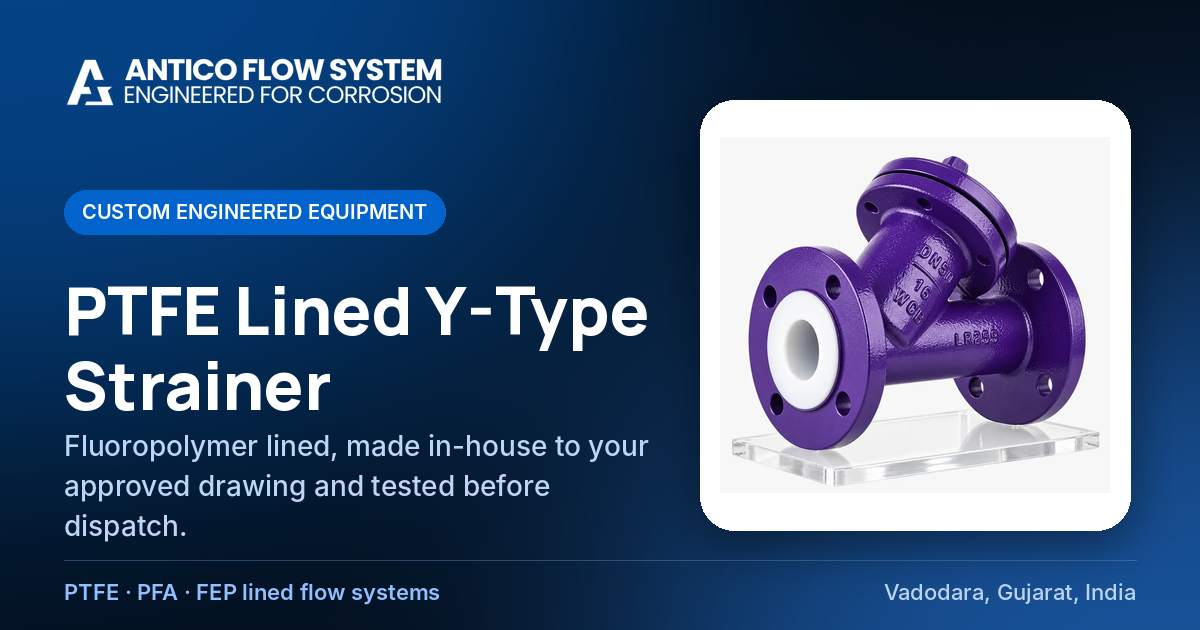 ANTICO FLOW SYSTEM
ENGINEERED FOR CORROSION
CUSTOM ENGINEERED EQUIPMENT
PTFE Lined Y-Type
Strainer
Fluoropolymer lined, made in-house to your
approved drawing and tested before
dispatch.
16
PTFE · PFA · FEP lined flow systems
Vadodara, Gujarat, India